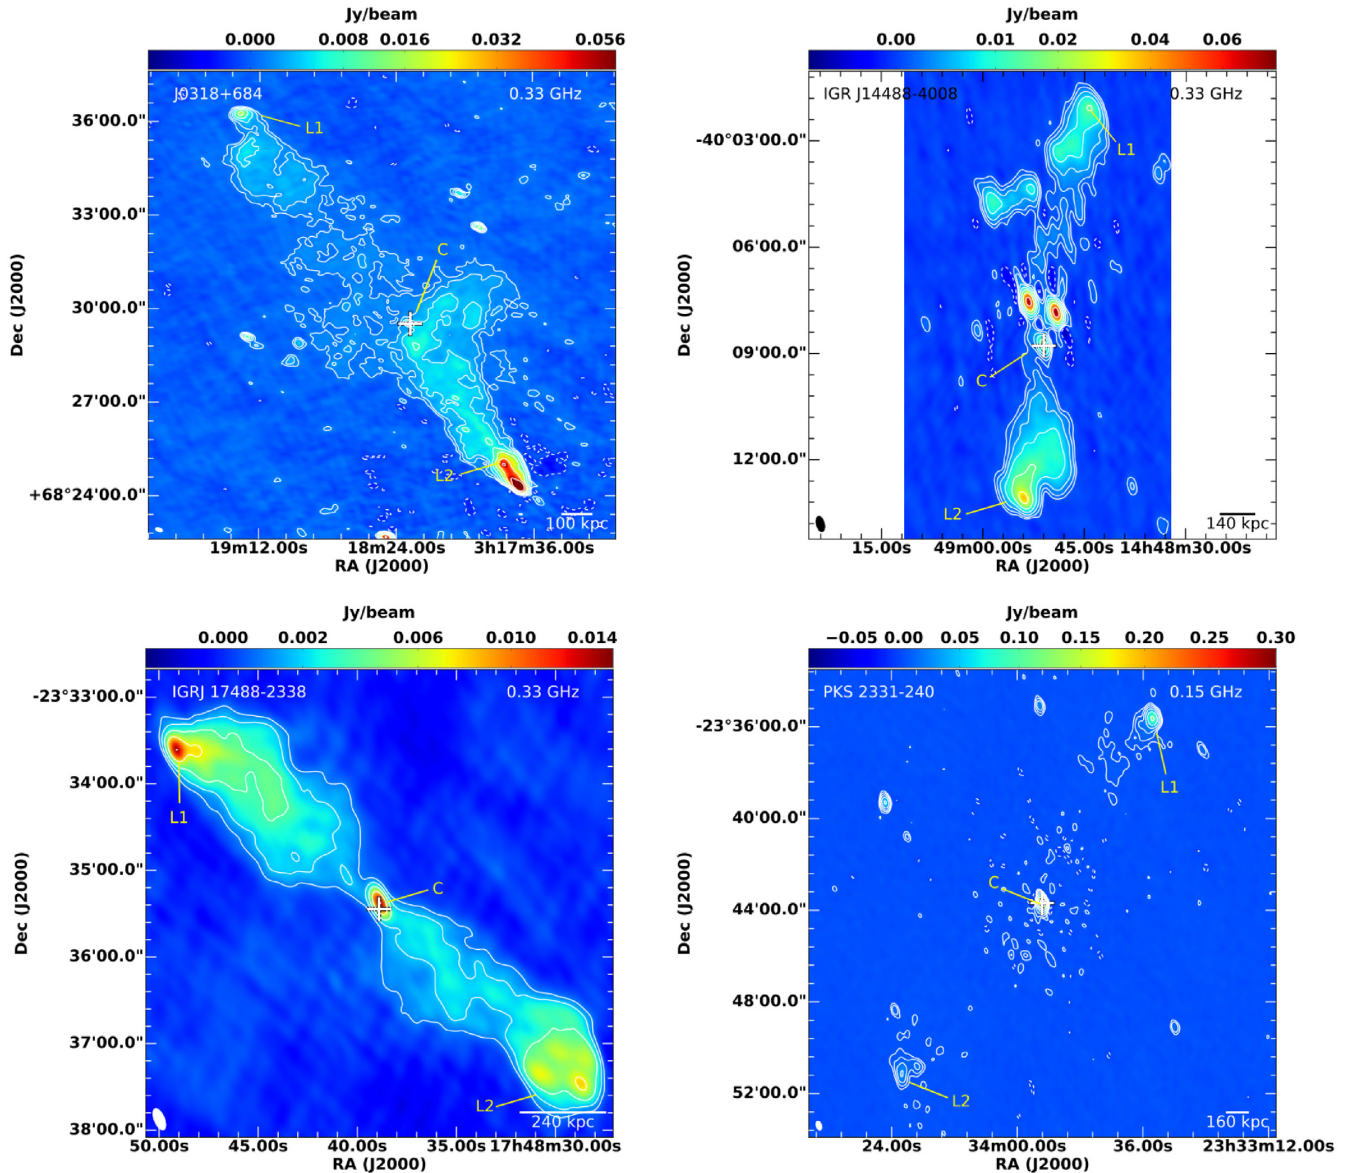 Jy/beam
0.000 0.008 0.016 0.032 0.056
J0318+684 0.33 GHz
36'00.0"
L1
33'00.0"
C
30'00.0"
27'00.0"
L2
+68°24'00.0"
100 kpc
19m12.00s 18m24.00s 3h17m36.00s
RA (J2000)
Dec (J2000)
Jy/beam
0.00 0.01 0.02 0.04 0.06
IGR J14488-4008 0.33 GHz
-40°03'00.0"
L1
06'00.0"
09'00.0"
C
12'00.0"
L2
140 kpc
15.00s 49m00.00s 45.00s 14h48m30.00s
RA (J2000)
Dec (J2000)
Jy/beam
0.000 0.002 0.006 0.010 0.014
IGRJ 17488-2338 0.33 GHz
-23°33'00.0"
34'00.0"
L1
35'00.0"
C
36'00.0"
37'00.0"
L2
240 kpc
38'00.0"
50.00s 45.00s 40.00s 35.00s 17h48m30.00s
RA (J2000)
Dec (J2000)
Jy/beam
−0.05 0.00 0.05 0.10 0.15 0.20 0.25 0.30
PKS 2331-240 0.15 GHz
-23°36'00.0"
L1
40'00.0"
C
44'00.0"
48'00.0"
52'00.0"
L2
160 kpc
24.00s 34m00.00s 36.00s 23h33m12.00s
RA (J2000)
Dec (J2000)